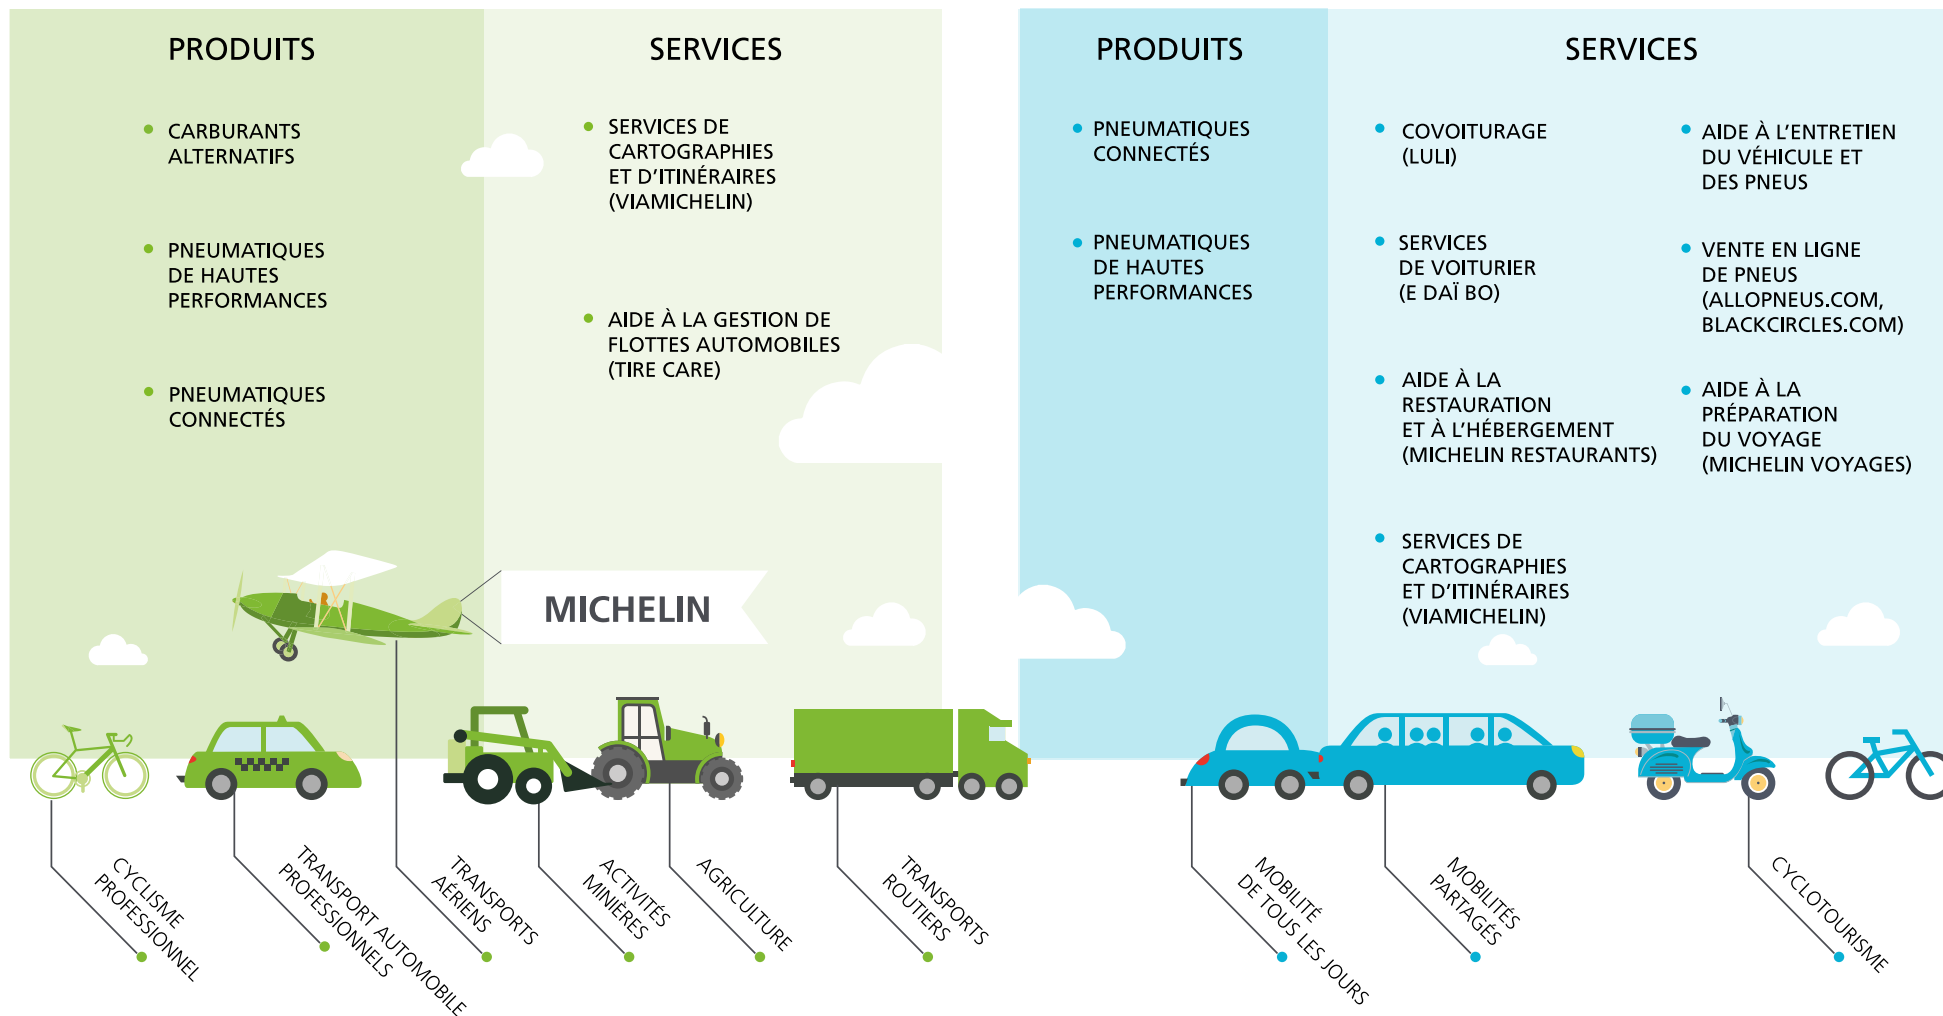 PRODUITS
CARBURANTS
ALTERNATIFS
PNEUMATIQUES
DE HAUTES
PERFORMANCES
PNEUMATIQUES
CONNECTÉS
SERVICES
SERVICES DE
CARTOGRAPHIES
ET D'ITINÉRAIRES
(VIAMICHELIN)
AIDE À LA GESTION DE
FLOTTES AUTOMOBILES
(TIRE CARE)
MICHELIN
PRODUITS
PNEUMATIQUES
CONNECTÉS
PNEUMATIQUES
DE HAUTES
PERFORMANCES
SERVICES
COVOITURAGE
(LULI)
SERVICES
DE VOITURIER
(E DAÏ BO)
AIDE À LA
RESTAURATION
ET À L'HÉBERGEMENT
(MICHELIN RESTAURANTS)
SERVICES DE
CARTOGRAPHIES
ET D'ITINÉRAIRES
(VIAMICHELIN)
AIDE À L'ENTRETIEN
DU VÉHICULE ET
DES PNEUS
VENTE EN LIGNE
DE PNEUS
(ALLOPNEUS.COM,
BLACKCIRCLES.COM)
AIDE À LA
PRÉPARATION
DU VOYAGE
(MICHELIN VOYAGES)
CYCLISME
PROFESSIONNEL
TRANSPORT AUTOMOBILE
PROFESSIONNELS
TRANSPORTS
AÉRIENS
ACTIVITÉS
MINIÈRES
AGRICULTURE
TRANSPORTS
ROUTIERS
MOBILITÉ
DE TOUS LES JOURS
MOBILITÉS
PARTAGÉS
CYCLOTOURISME